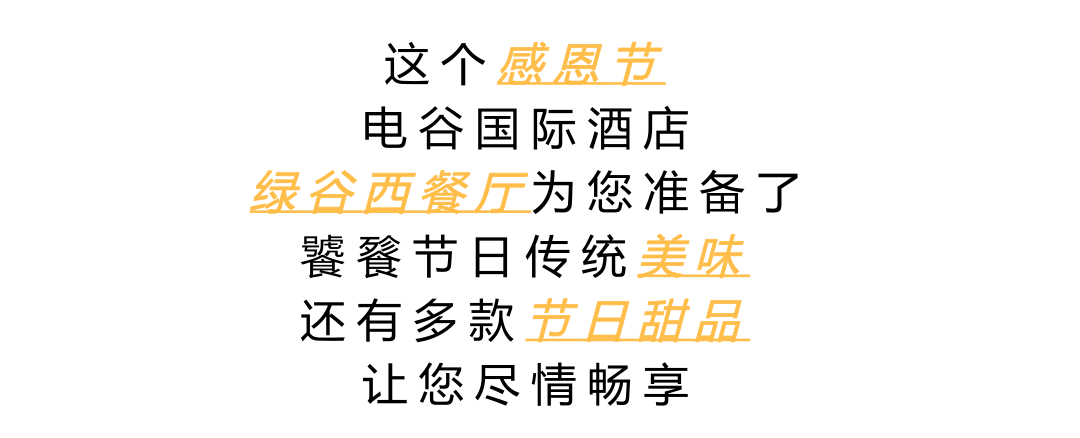 这个感恩节
电谷国际酒店
绿谷西餐厅为您准备了
饕餮节日传统美味
还有多款节日甜品
让您尽情畅享